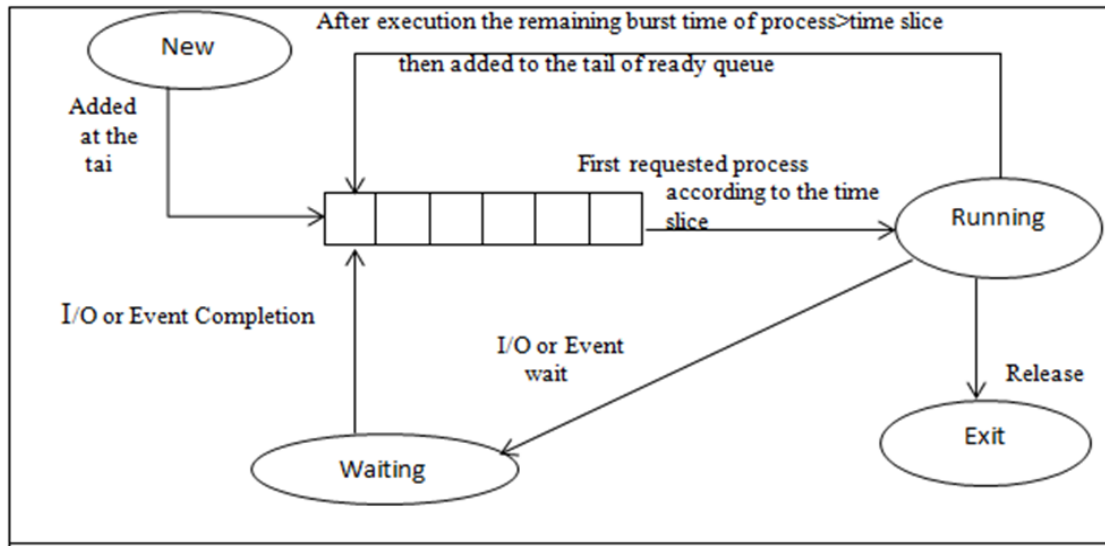 After execution the remaining burst time of process>time slice
New
then added to the tail of ready queue
Added
at the
tai
First requested process
according to the time
slice
Running
I/O or Event Completion
I/O or Event
wait
Release
Waiting
Exit